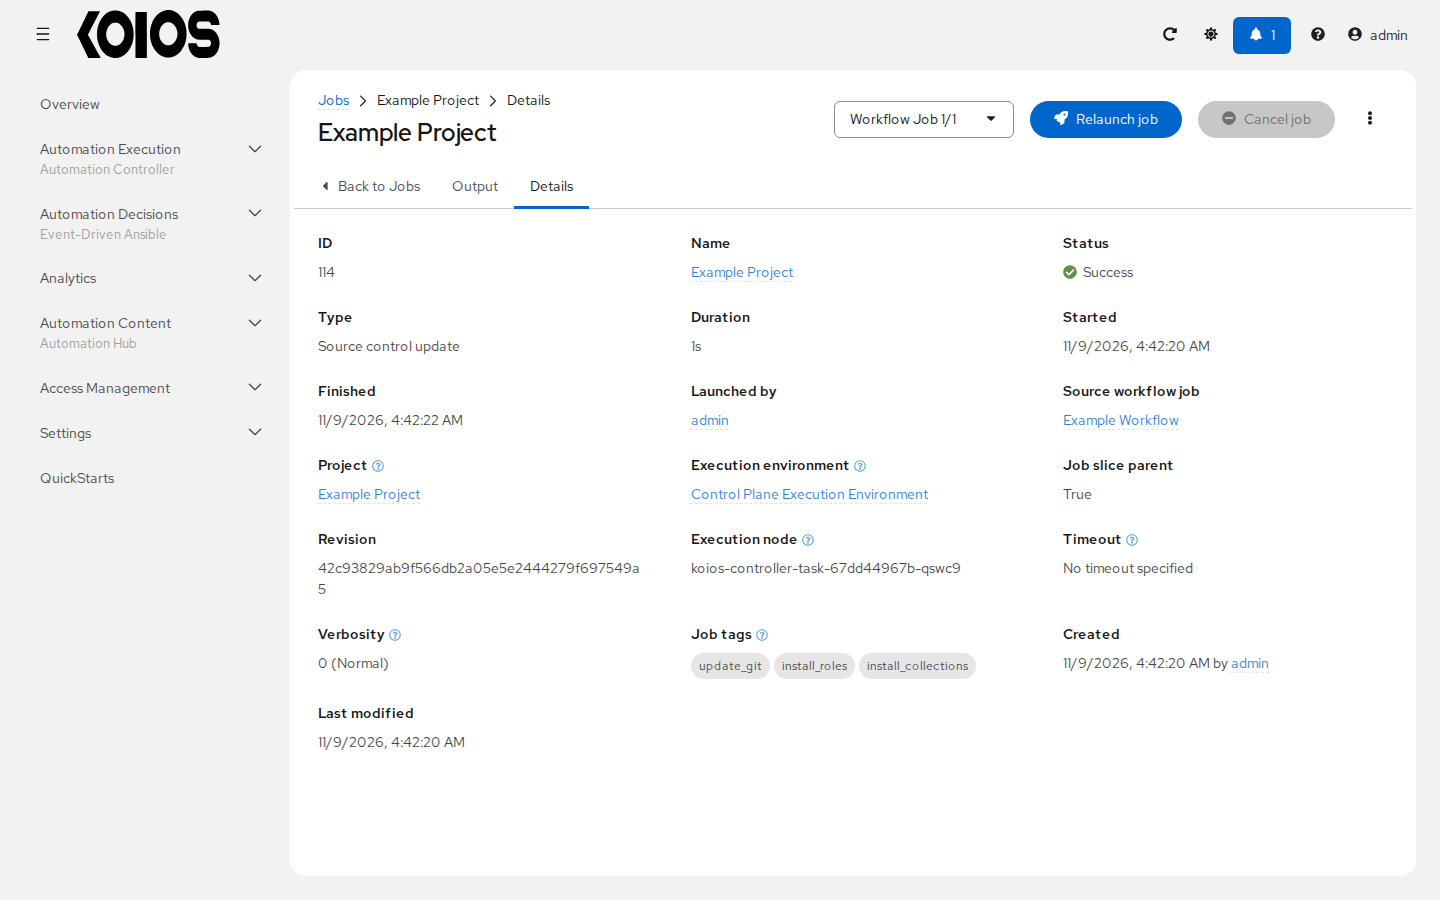 KOIOS
1
admin
Overview
Automation Execution
Automation Controller
Automation Decisions
Event-Driven Ansible
Analytics
Automation Content
Automation Hub
Access Management
Settings
QuickStarts
Jobs Example Project Details
Example Project
Workflow Job 1/1
Relaunch job
Cancel job
Back to Jobs Output Details
ID
114
Name
Example Project
Status
Success
Type
Source control update
Duration
1s
Started
11/9/2026, 4:42:20 AM
Finished
11/9/2026, 4:42:22 AM
Launched by
admin
Source workflow job
Example Workflow
Project
Example Project
Execution environment
Control Plane Execution Environment
Job slice parent
True
Revision
42c93829ab9f566db2a05e5e2444279f697549a
5
Execution node
koios-controller-task-67dd44967b-qswc9
Timeout
No timeout specified
Verbosity
0 (Normal)
Job tags
update_git install_roles install_collections
Created
11/9/2026, 4:42:20 AM by admin
Last modified
11/9/2026, 4:42:20 AM